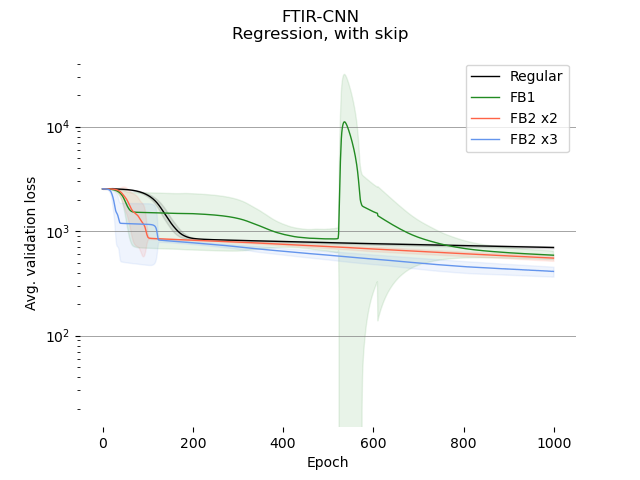 FTIR-CNN
Regression, with skip
Regular
FB1
FB2 x2
FB2 x3
10^4
10^3
10^2
Avg. validation loss
0 200 400 600 800 1000
Epoch